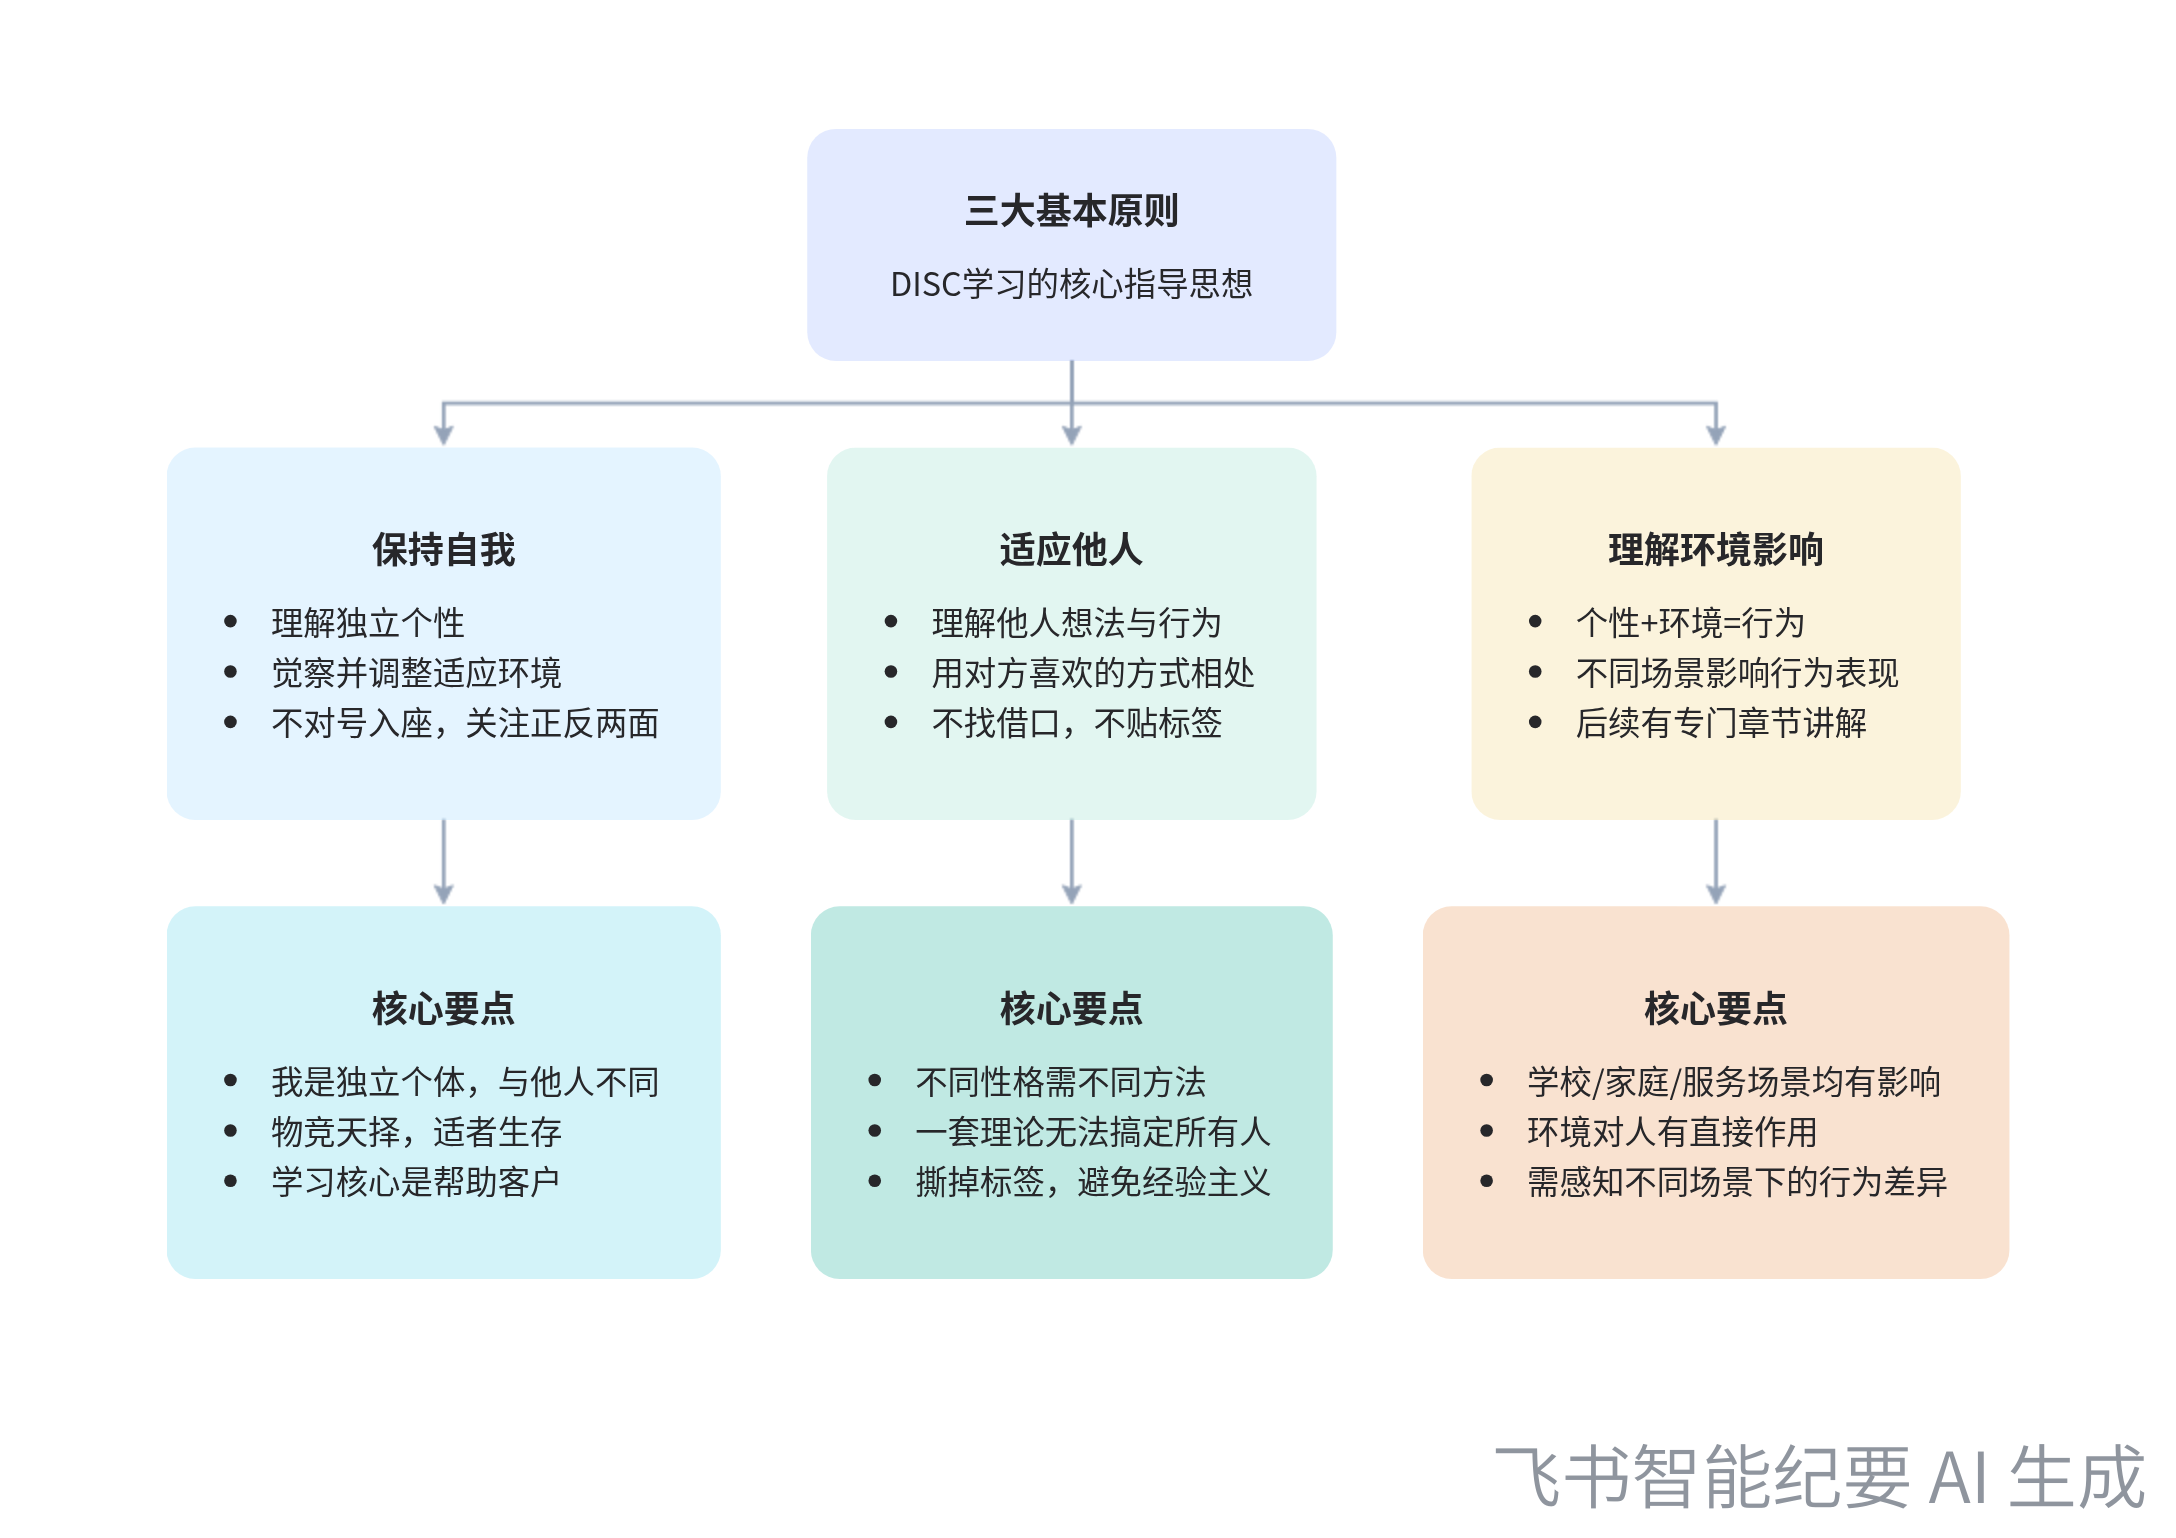 三大基本原则
DISC学习的核心指导思想
保持自我
• 理解独立个性
• 觉察并调整适应环境
• 不对号入座，关注正反两面
适应他人
• 理解他人想法与行为
• 用对方喜欢的方式相处
• 不找借口，不贴标签
理解环境影响
• 个性+环境=行为
• 不同场景影响行为表现
• 后续有专门章节讲解
核心要点
• 我是独立个体，与他人不同
• 物竞天择，适者生存
• 学习核心是帮助客户
核心要点
• 不同性格需不同方法
• 一套理论无法搞定所有人
• 撕掉标签，避免经验主义
核心要点
• 学校/家庭/服务场景均有影响
• 环境对人有直接作用
• 需感知不同场景下的行为差异
飞书智能纪要 AI 生成